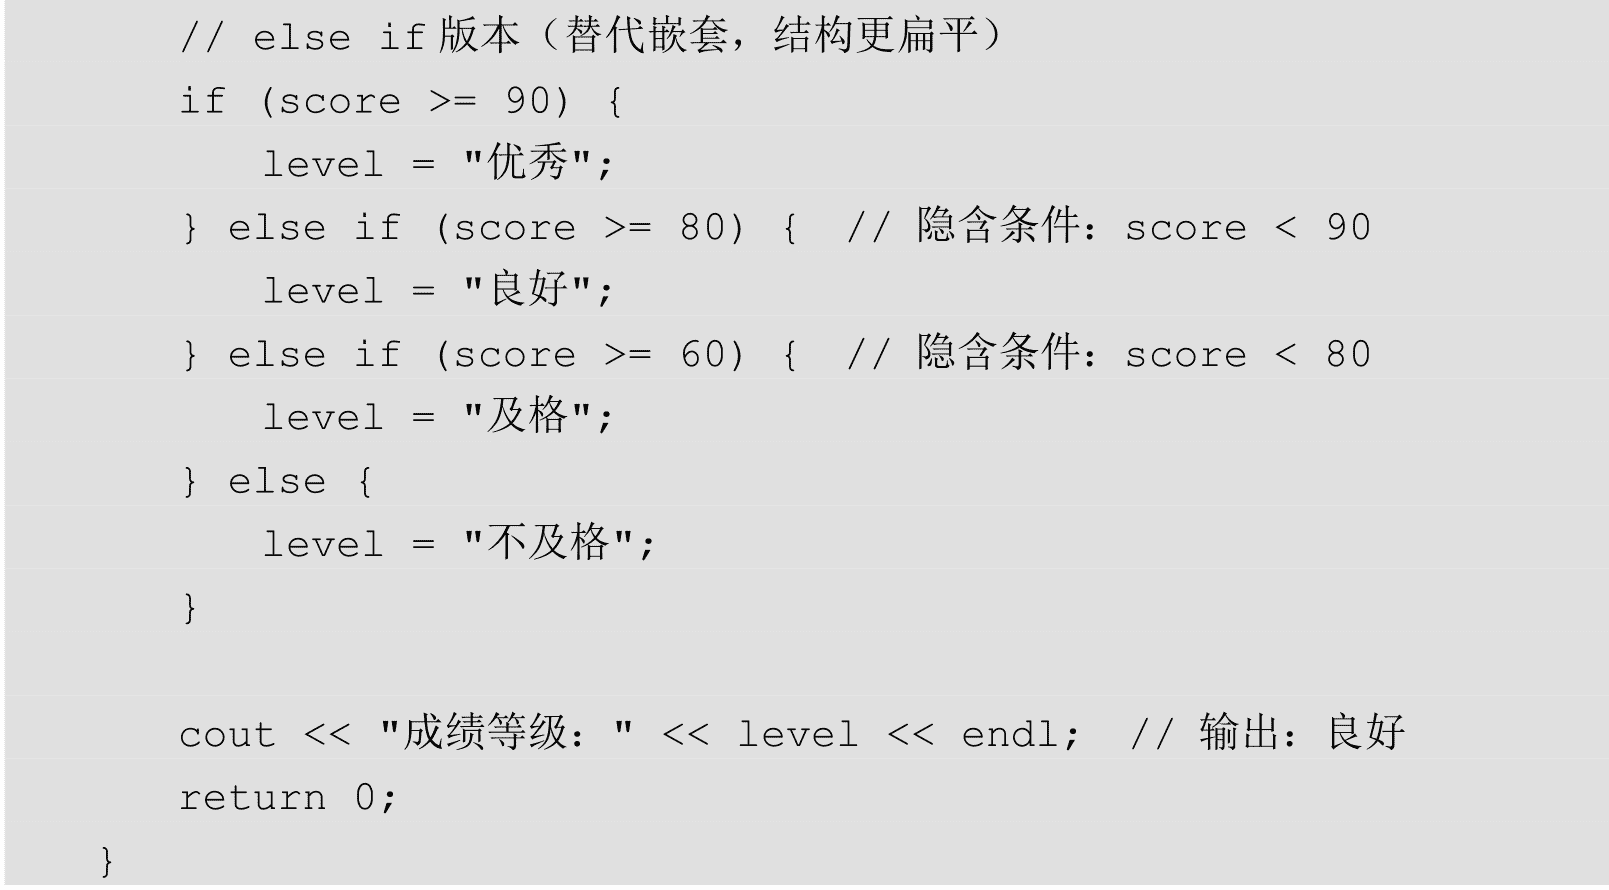 // else if版本（替代嵌套，结构更扁平）
if (score >= 90) {
level = "优秀";
} else if (score >= 80) {  // 隐含条件：score < 90
level = "良好";
} else if (score >= 60) {  // 隐含条件：score < 80
level = "及格";
} else {
level = "不及格";
}
cout << "成绩等级：" << level << endl;  // 输出：良好
return 0;
}